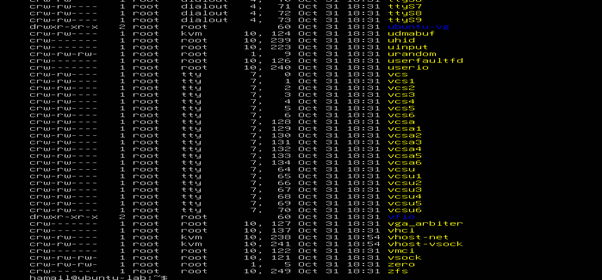 crw-rw---- 1 root dialout 4, 71 Oct 31 18:31 ttyS7
crw-rw---- 1 root dialout 4, 72 Oct 31 18:31 ttyS8
crw-rw---- 1 root dialout 4, 73 Oct 31 18:31 ttyS9
drwxr-xr-x 2 root root 60 Oct 31 18:31 ubuntu-vg
crw-rw---- 1 root kvm 10, 124 Oct 31 18:31 udmabuf
crw------- 1 root root 10, 239 Oct 31 18:31 uhid
crw------- 1 root root 10, 223 Oct 31 18:31 uinput
crw-rw-rw- 1 root root 1, 9 Oct 31 18:31 urandom
crw------- 1 root root 10, 126 Oct 31 18:31 userfaultfd
crw------- 1 root root 10, 240 Oct 31 18:31 userio
crw-rw---- 1 root tty 7, 0 Oct 31 18:31 vcs
crw-rw---- 1 root tty 7, 1 Oct 31 18:31 vcs1
crw-rw---- 1 root tty 7, 2 Oct 31 18:31 vcs2
crw-rw---- 1 root tty 7, 3 Oct 31 18:31 vcs3
crw-rw---- 1 root tty 7, 4 Oct 31 18:31 vcs4
crw-rw---- 1 root tty 7, 5 Oct 31 18:31 vcs5
crw-rw---- 1 root tty 7, 6 Oct 31 18:31 vcs6
crw-rw---- 1 root tty 7, 128 Oct 31 18:31 vcsa
crw-rw---- 1 root tty 7, 129 Oct 31 18:31 vcsa1
crw-rw---- 1 root tty 7, 130 Oct 31 18:31 vcsa2
crw-rw---- 1 root tty 7, 131 Oct 31 18:31 vcsa3
crw-rw---- 1 root tty 7, 132 Oct 31 18:31 vcsa4
crw-rw---- 1 root tty 7, 133 Oct 31 18:31 vcsa5
crw-rw---- 1 root tty 7, 134 Oct 31 18:31 vcsa6
crw-rw---- 1 root tty 7, 64 Oct 31 18:31 vcsu
crw-rw---- 1 root tty 7, 65 Oct 31 18:31 vcsu1
crw-rw---- 1 root tty 7, 66 Oct 31 18:31 vcsu2
crw-rw---- 1 root tty 7, 67 Oct 31 18:31 vcsu3
crw-rw---- 1 root tty 7, 68 Oct 31 18:31 vcsu4
crw-rw---- 1 root tty 7, 69 Oct 31 18:31 vcsu5
crw-rw---- 1 root tty 7, 70 Oct 31 18:31 vcsu6
drwxr-xr-x 2 root root 60 Oct 31 18:31 vfio
crw------- 1 root root 10, 127 Oct 31 18:31 vga_arbiter
crw------- 1 root root 10, 137 Oct 31 18:31 vhci
crw-rw---- 1 root kvm 10, 238 Oct 31 18:54 vhost-net
crw-rw---- 1 root kvm 10, 241 Oct 31 18:54 vhost-vsock
crw------- 1 root root 10, 122 Oct 31 18:31 vmci
crw-rw-rw- 1 root root 10, 121 Oct 31 18:31 vsock
crw-rw-rw- 1 root root 1, 5 Oct 31 18:31 zero
crw------- 1 root root 10, 249 Oct 31 18:31 zfs
hamail@ubuntu-lab:~$